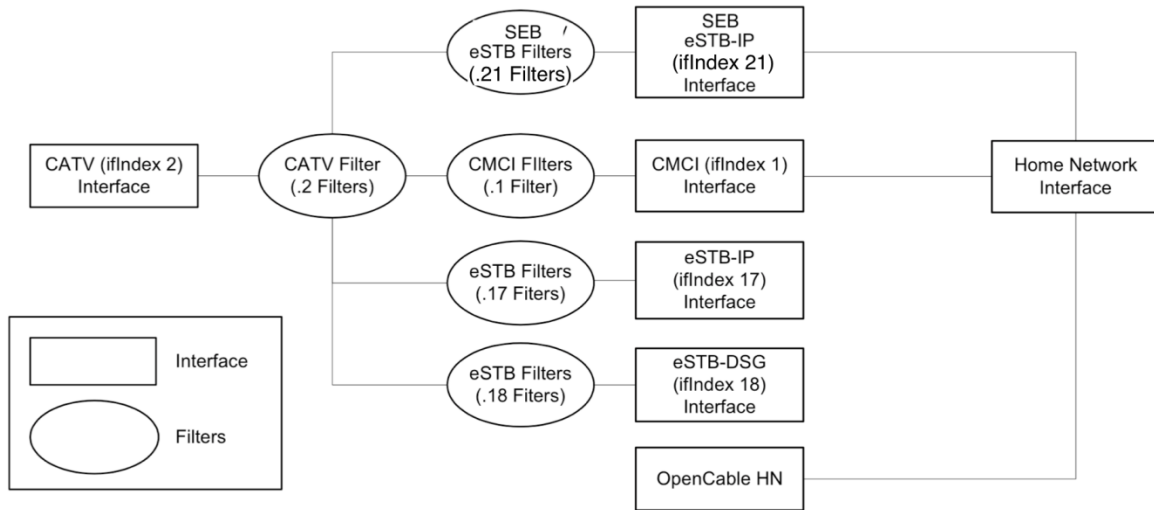 SEB
eSTB Filters
(.21 Filters)
SEB
eSTB-IP
(ifIndex 21)
Interface
CATV (ifIndex 2)
Interface
CATV Filter
(.2 Filters)
CMCI FIlters
(.1 Filter)
CMCI (ifIndex 1)
Interface
Home Network
Interface
eSTB Filters
(.17 Fiters)
eSTB-IP
(ifIndex 17)
Interface
eSTB Filters
(.18 Fiters)
eSTB-DSG
(ifIndex 18)
Interface
OpenCable HN
Interface
Filters